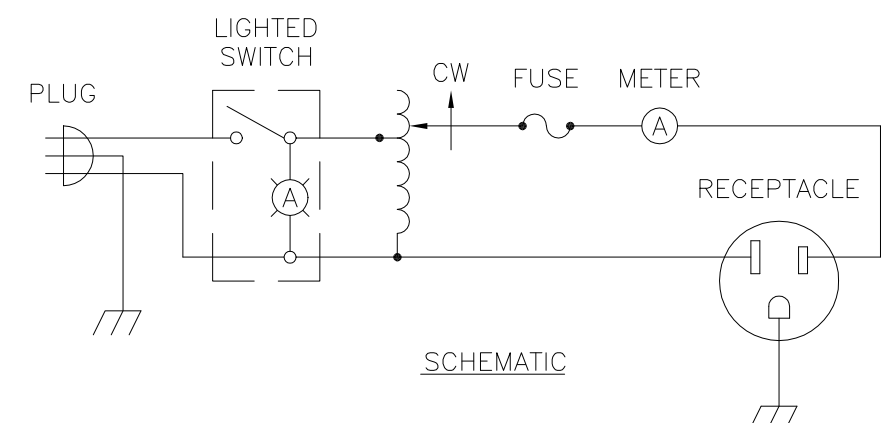 LIGHTED
SWITCH
PLUG
CW
FUSE
METER
A
A
RECEPTACLE
SCHEMATIC